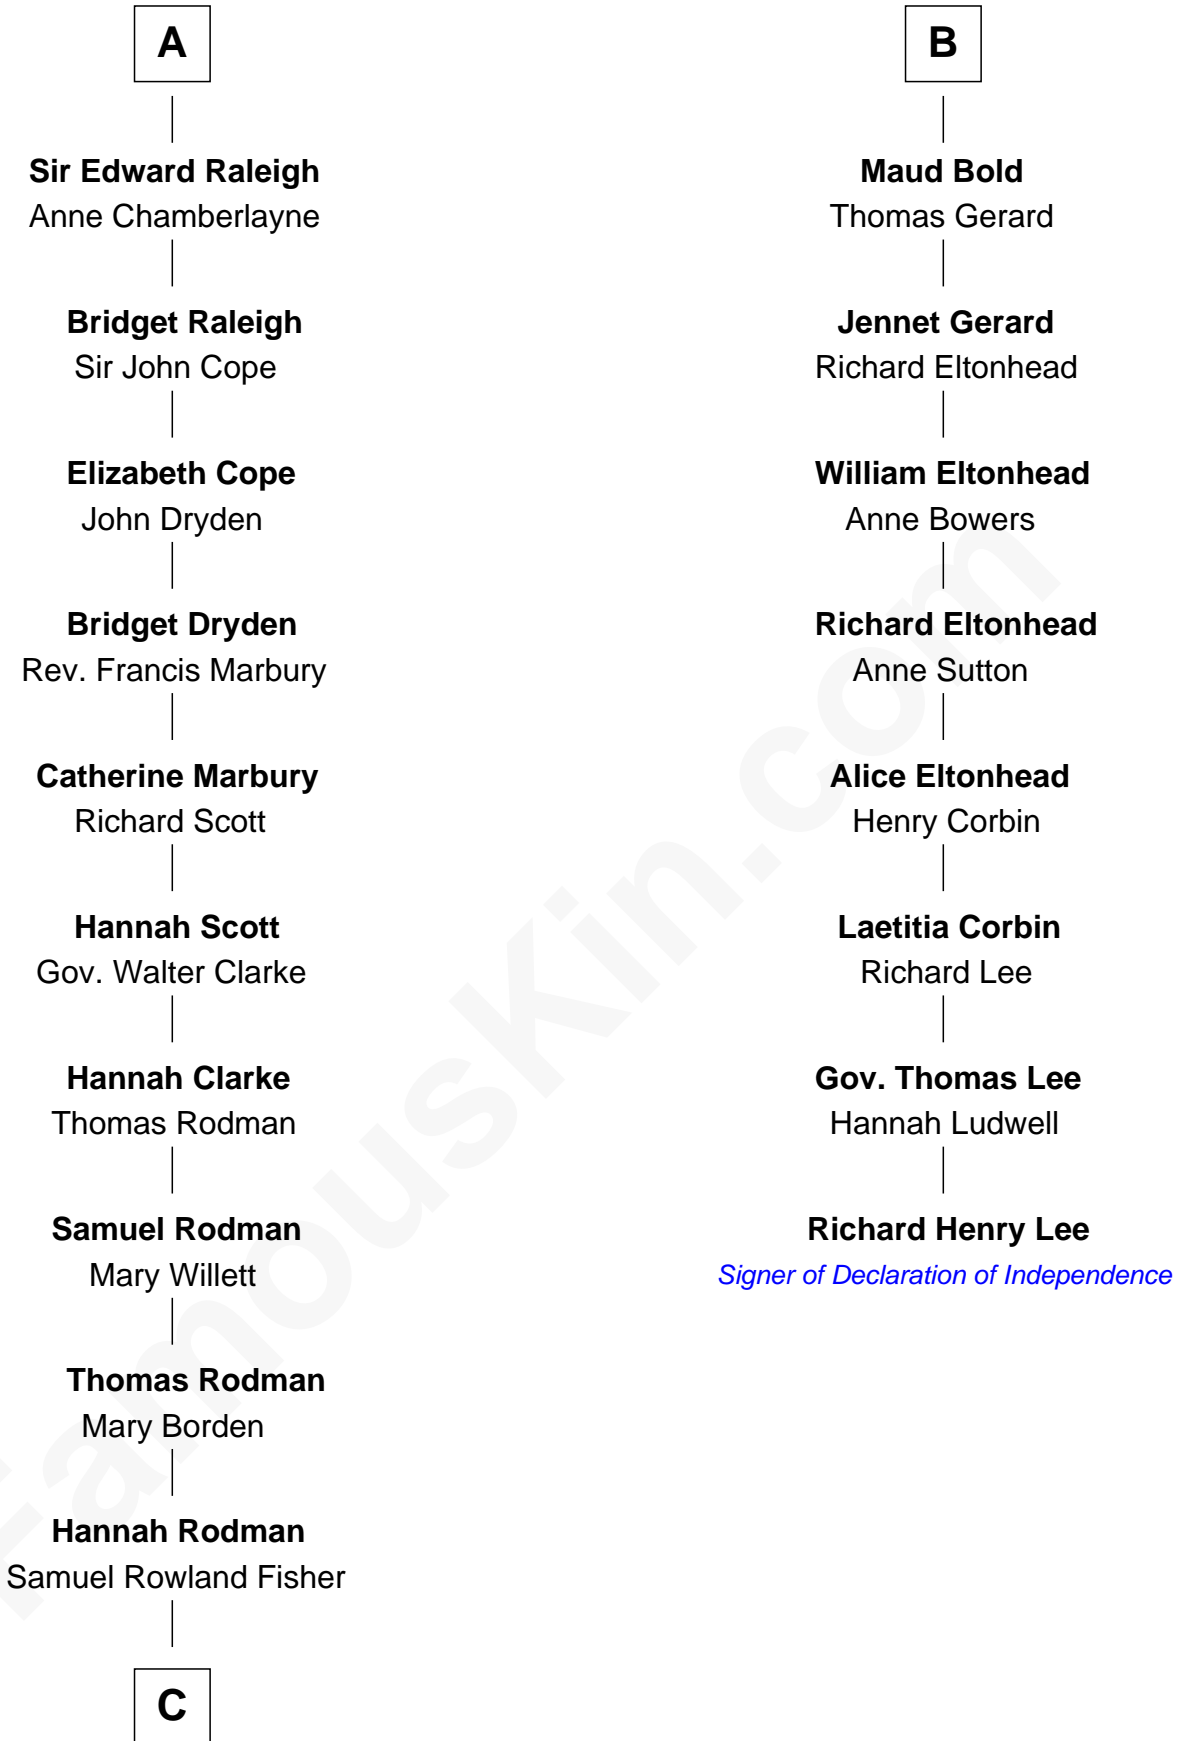 A
Sir Edward Raleigh
Anne Chamberlayne
Bridget Raleigh
Sir John Cope
Elizabeth Cope
John Dryden
Bridget Dryden
Rev. Francis Marbury
Catherine Marbury
Richard Scott
Hannah Scott
Gov. Walter Clarke
Hannah Clarke
Thomas Rodman
Samuel Rodman
Mary Willett
Thomas Rodman
Mary Borden
Hannah Rodman
Samuel Rowland Fisher
C
B
Maud Bold
Thomas Gerard
Jennet Gerard
Richard Eltonhead
William Eltonhead
Anne Bowers
Richard Eltonhead
Anne Sutton
Alice Eltonhead
Henry Corbin
Laetitia Corbin
Richard Lee
Gov. Thomas Lee
Hannah Ludwell
Richard Henry Lee
Signer of Declaration of Independence
FamousKin.com